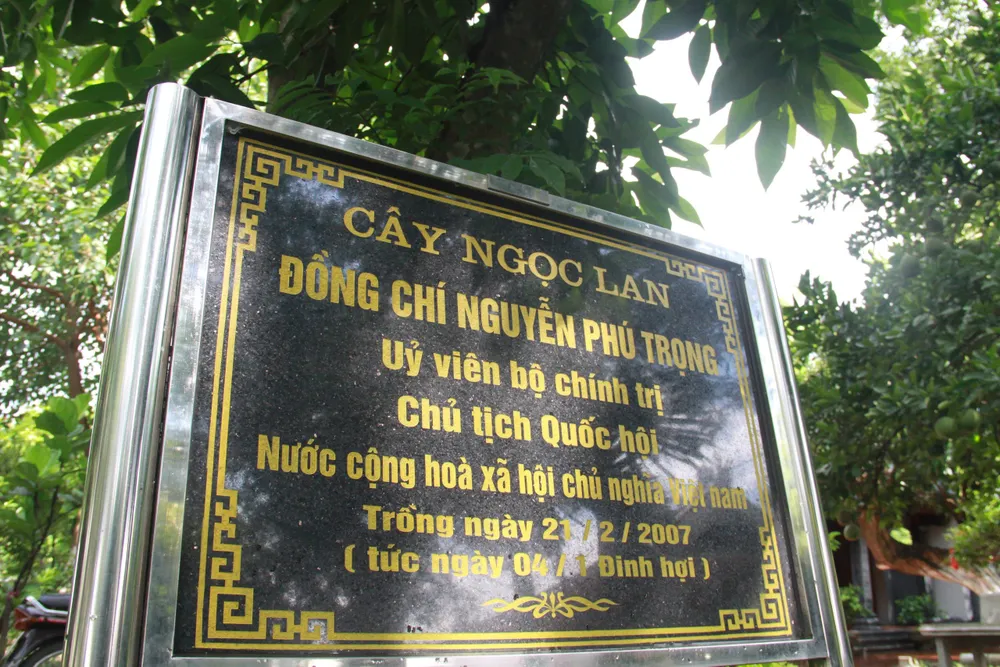 CÂY NGỌC LAN
ĐỒNG CHÍ NGUYỄN PHÚ TRỌNG
Uỷ viên bộ chính trị
Chủ tịch Quốc hội
Nước cộng hoà xã hội chủ nghĩa Việt nam
Trồng ngày 21 / 2 / 2007
( tức ngày 04 / 1 Đinh hợi )